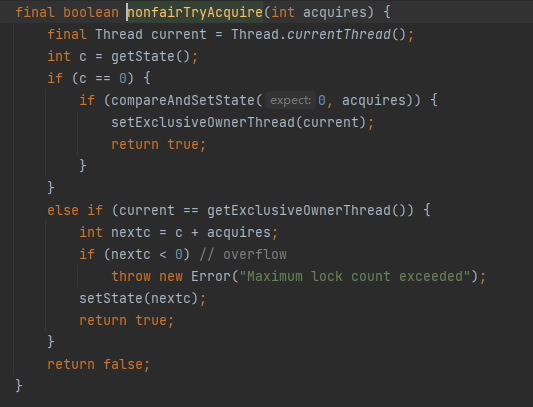 final boolean nonfairTryAcquire(int acquires) {
    final Thread current = Thread.currentThread();
    int c = getState();
    if (c == 0) {
        if (compareAndSetState( expect: 0, acquires)) {
            setExclusiveOwnerThread(current);
            return true;
        }
    }
    else if (current == getExclusiveOwnerThread()) {
        int nextc = c + acquires;
        if (nextc < 0) // overflow
            throw new Error("Maximum lock count exceeded");
        setState(nextc);
        return true;
    }
    return false;
}